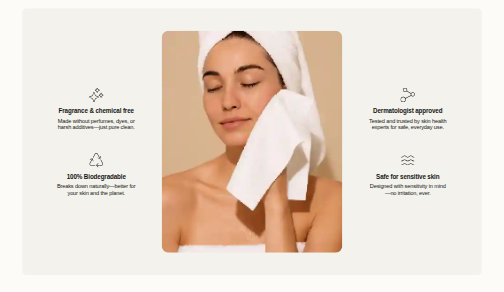 Fragrance & chemical free
Made without perfumes, dyes, or
harsh additives—just pure clean.
100% Biodegradable
Breaks down naturally—better for
your skin and the planet.
Dermatologist approved
Tested and trusted by skin health
experts for safe, everyday use.
Safe for sensitive skin
Designed with sensitivity in mind
—no irritation, ever.